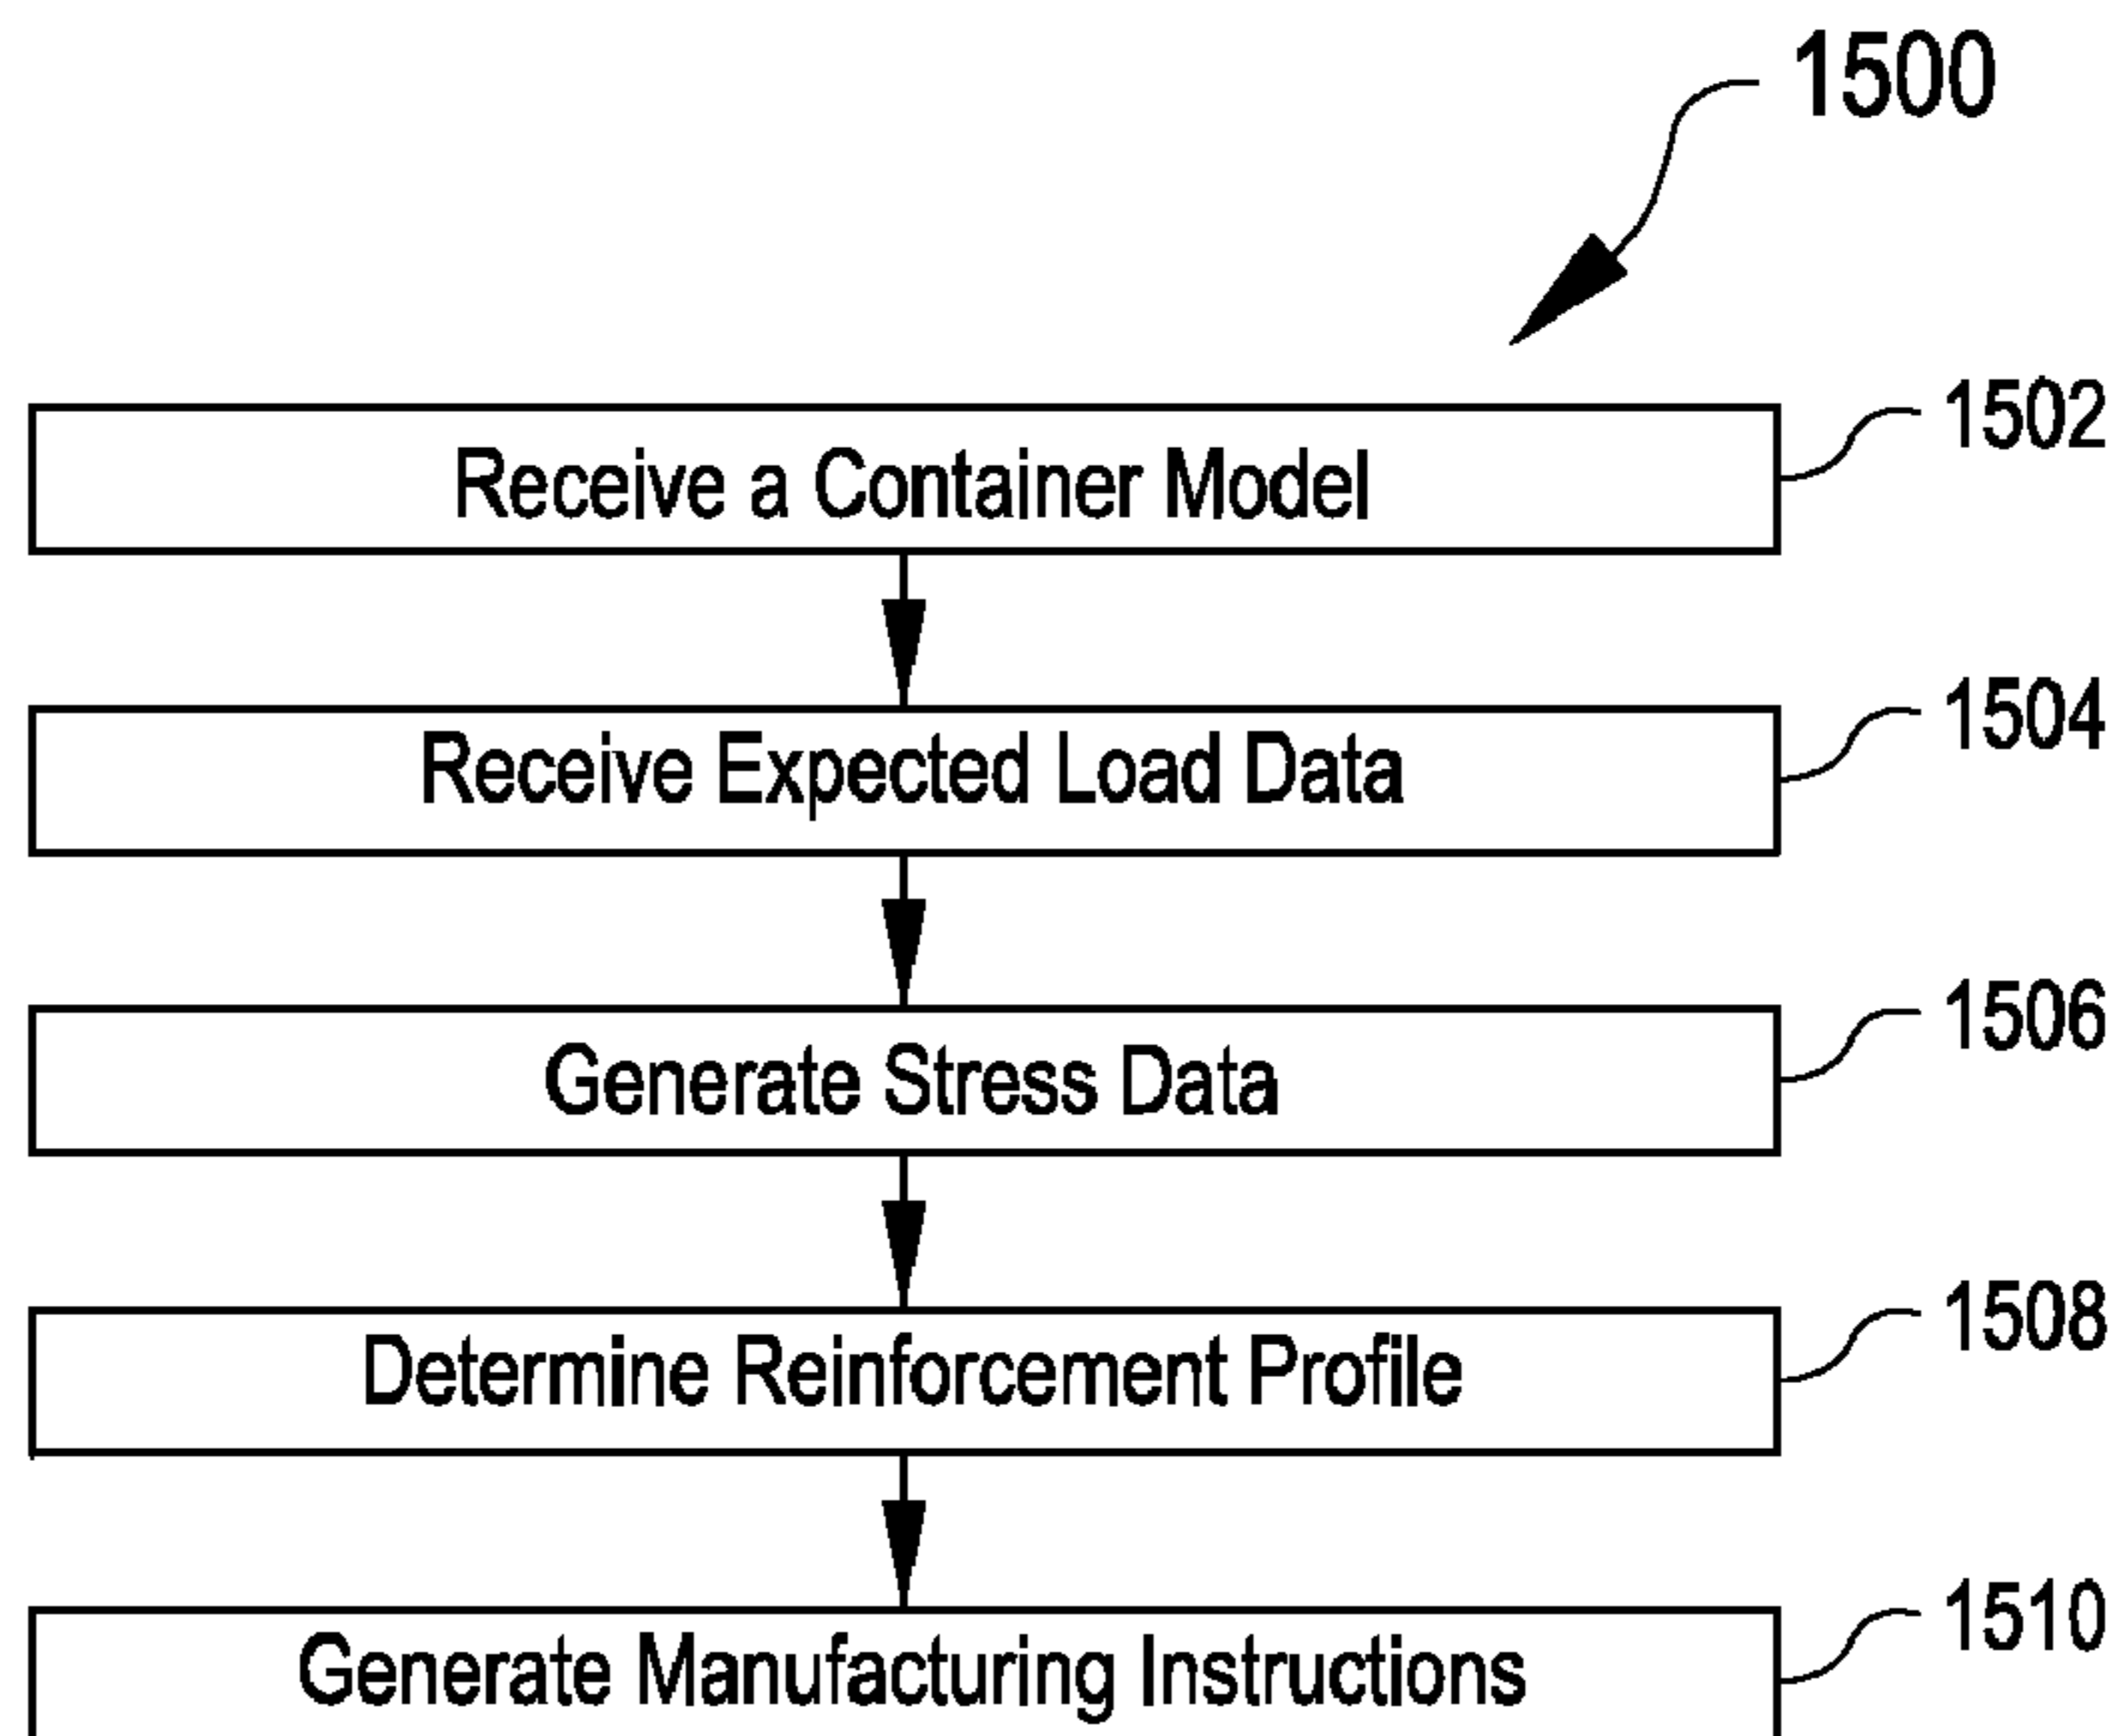 1500
Receive a Container Model 1502
Receive Expected Load Data 1504
Generate Stress Data 1506
Determine Reinforcement Profile 1508
Generate Manufacturing Instructions 1510